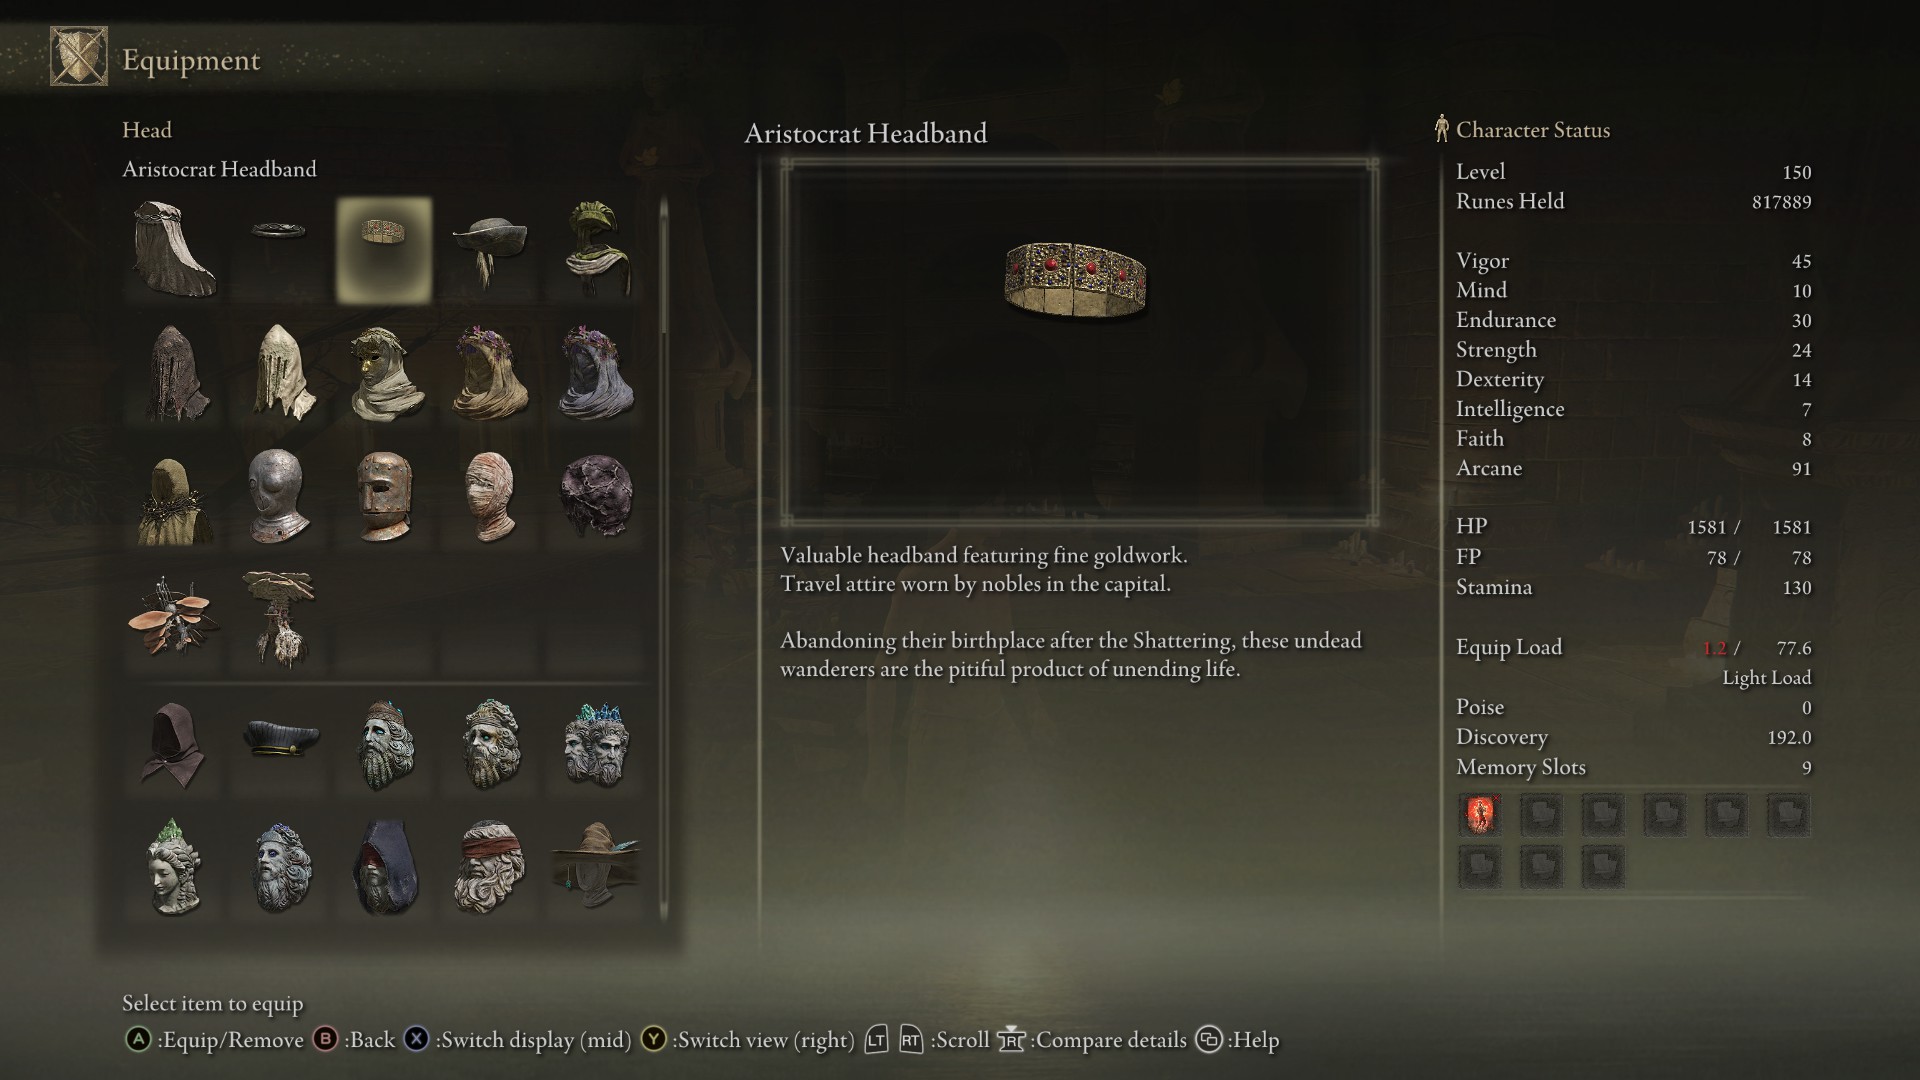 Equipment
Head
Aristocrat Headband
Aristocrat Headband
Valuable headband featuring fine goldwork.
Travel attire worn by nobles in the capital.
Abandoning their birthplace after the Shattering, these undead
wanderers are the pitiful product of unending life.
Character Status
Level 150
Runes Held 817889
Vigor 45
Mind 10
Endurance 30
Strength 24
Dexterity 14
Intelligence 7
Faith 8
Arcane 91
HP 1581 / 1581
FP 78 / 78
Stamina 130
Equip Load 1.2 / 77.6
Light Load
Poise 0
Discovery 192.0
Memory Slots 9
Select item to equip
A :Equip/Remove B :Back X :Switch display (mid) Y :Switch view (right) LT RT :Scroll R :Compare details :Help